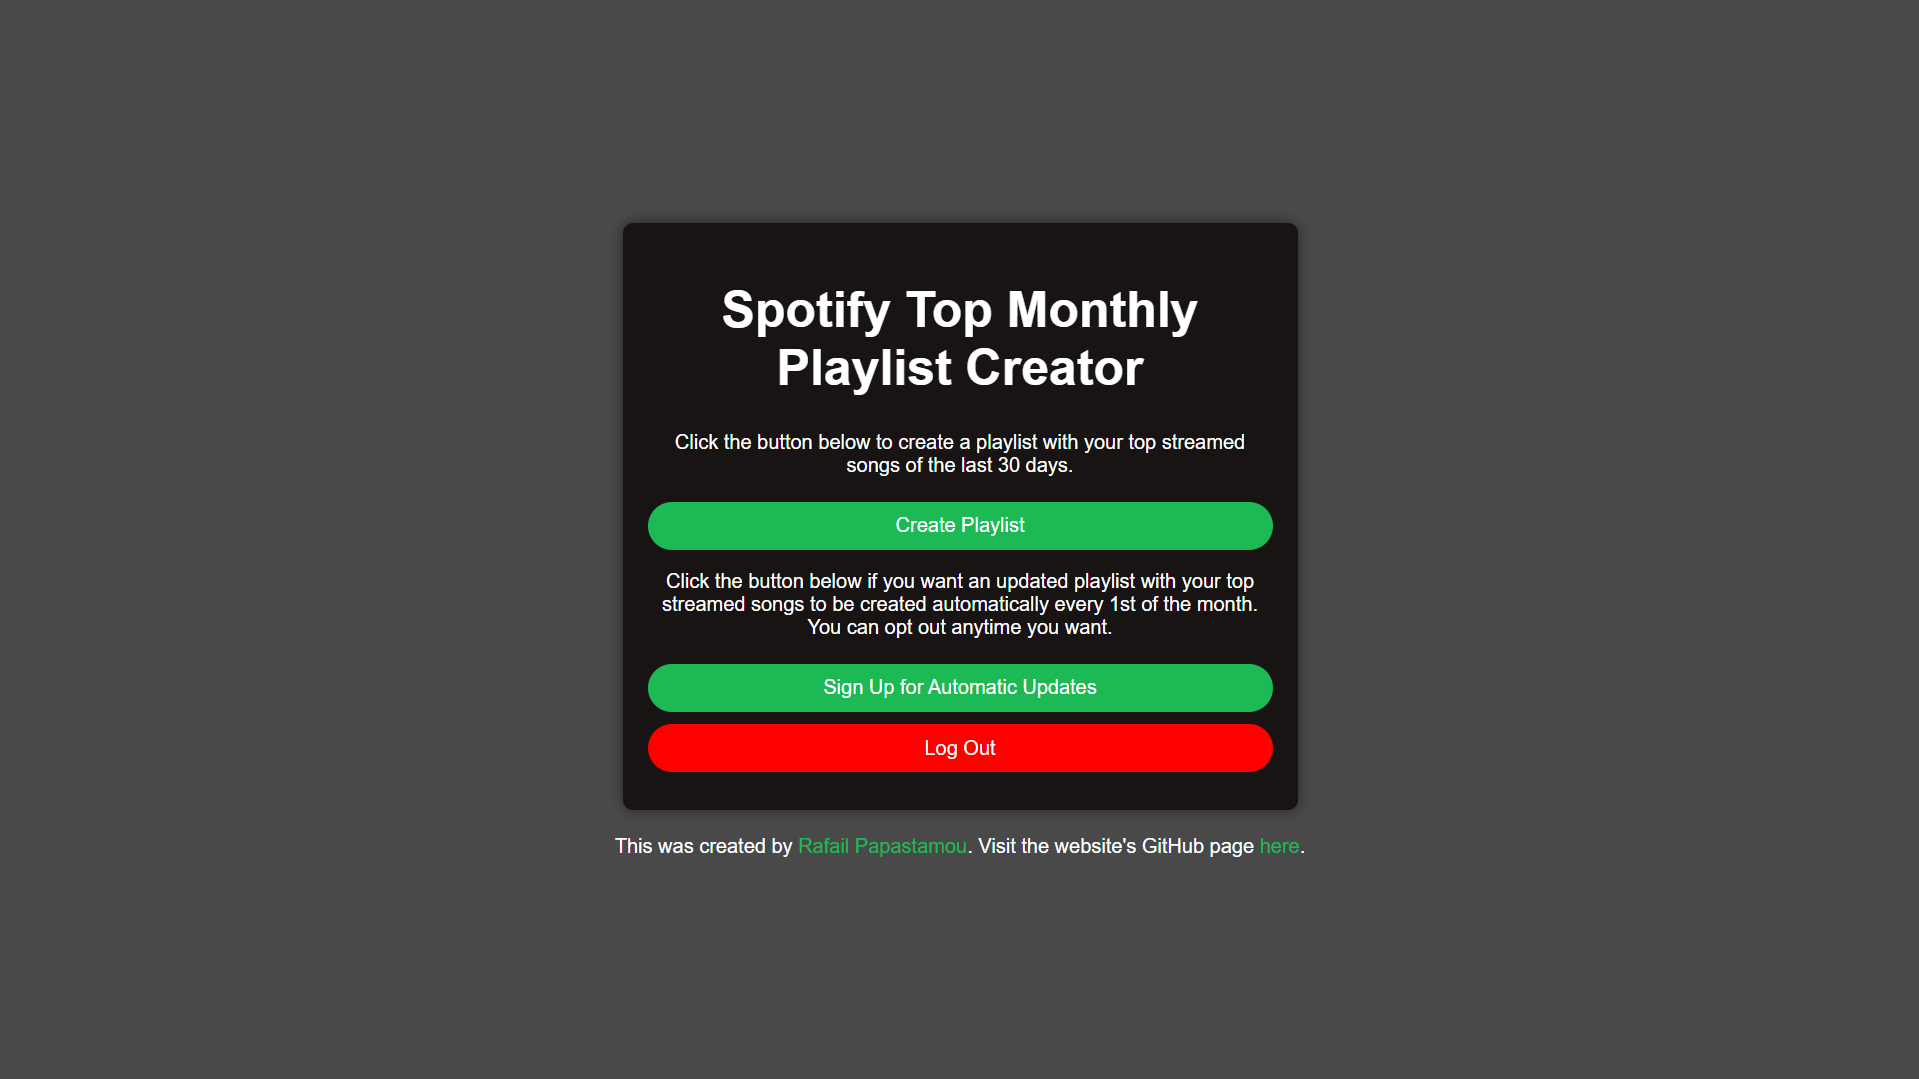 Spotify Top Monthly
Playlist Creator
Click the button below to create a playlist with your top streamed
songs of the last 30 days.
Create Playlist
Click the button below if you want an updated playlist with your top
streamed songs to be created automatically every 1st of the month.
You can opt out anytime you want.
Sign Up for Automatic Updates
Log Out
This was created by Rafail Papastamou. Visit the website's GitHub page here.